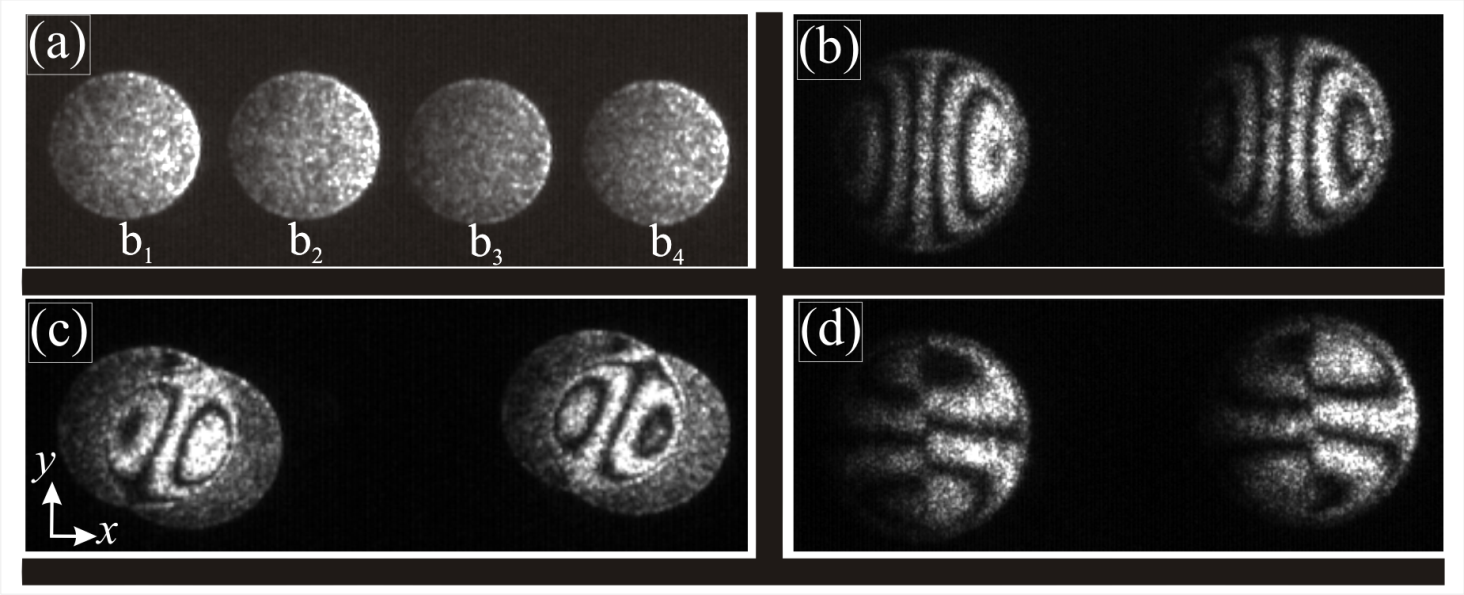 (a)
b₁ b₂ b₃ b₄
(b)
(c)
y
x
(d)